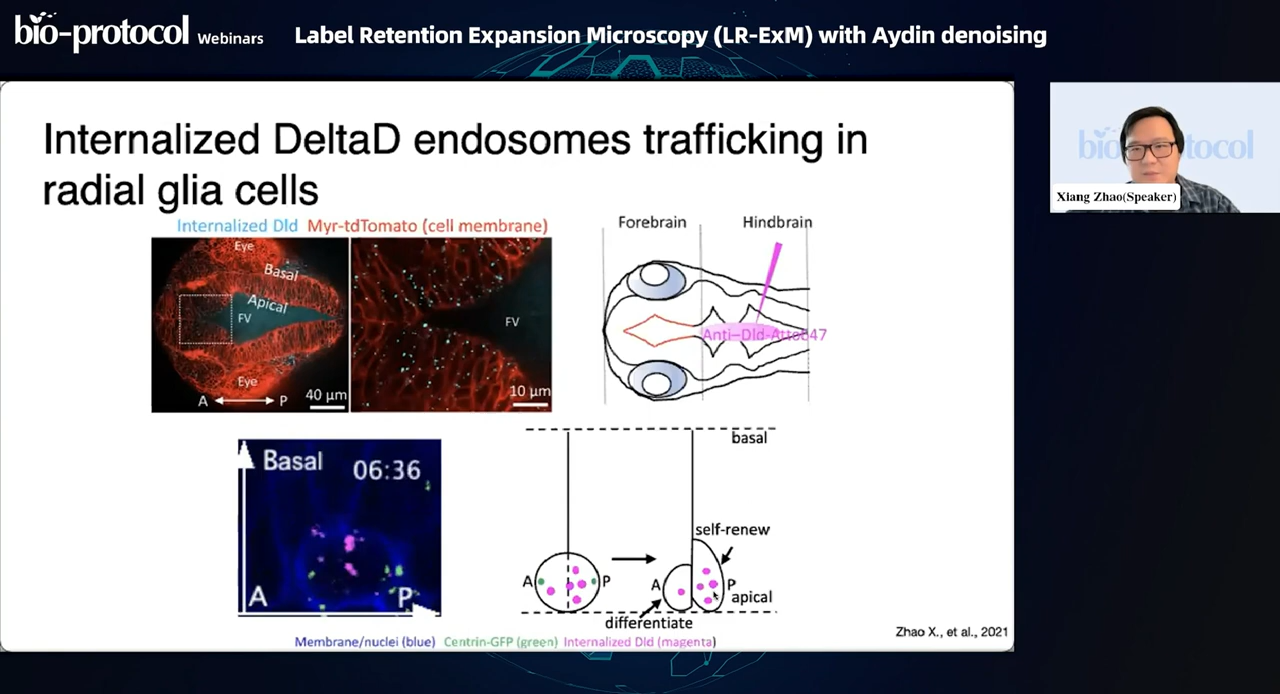 bio-protocol Webinars Label Retention Expansion Microscopy (LR-ExM) with Aydin denoising
Internalized DeltaD endosomes trafficking in
radial glia cells
Internalized Dld Myr-tdTomato (cell membrane)
Eye
Basal
Apical
FV
Eye
A P
40 μm
FV
10 μm
Forebrain Hindbrain
Anti-Dld-Atto647
Basal 06:36
A P
basal
self-renew
A P A P
apical
differentiate
Membrane/nuclei (blue) Centrin-GFP (green) Internalized Dld (magenta)
Zhao X., et al., 2021
Xiang Zhao(Speaker)